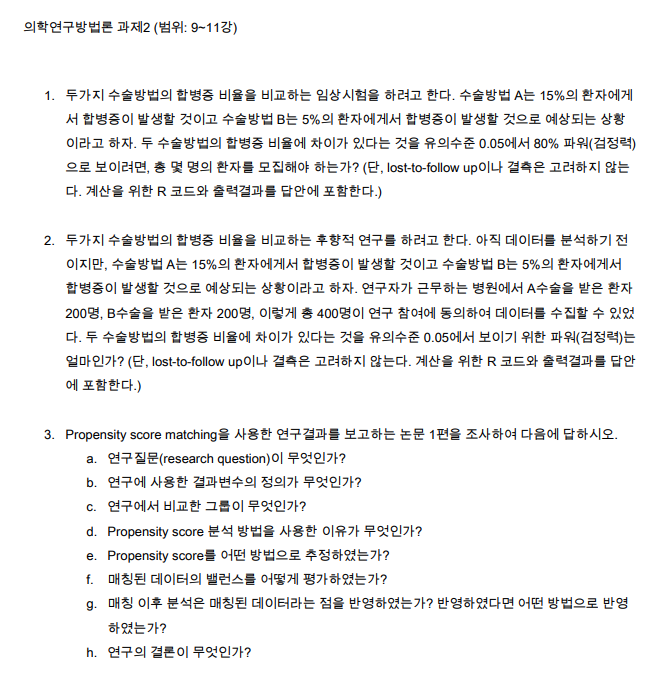 의학연구방법론 과제2 (범위: 9~11강)
1. 두가지 수술방법의 합병증 비율을 비교하는 임상시험을 하려고 한다. 수술방법 A는 15%의 환자에게
서 합병증이 발생할 것이고 수술방법 B는 5%의 환자에게서 합병증이 발생할 것으로 예상되는 상황
이라고 하자. 두 수술방법의 합병증 비율에 차이가 있다는 것을 유의수준 0.05에서 80% 파워(검정력)
으로 보이려면, 총 몇 명의 환자를 모집해야 하는가? (단, lost-to-follow up이나 결측은 고려하지 않는
다. 계산을 위한 R 코드와 출력결과를 답안에 포함한다.)
2. 두가지 수술방법의 합병증 비율을 비교하는 후향적 연구를 하려고 한다. 아직 데이터를 분석하기 전
이지만, 수술방법 A는 15%의 환자에게서 합병증이 발생할 것이고 수술방법 B는 5%의 환자에게서
합병증이 발생할 것으로 예상되는 상황이라고 하자. 연구자가 근무하는 병원에서 A수술을 받은 환자
200명, B수술을 받은 환자 200명, 이렇게 총 400명이 연구 참여에 동의하여 데이터를 수집할 수 있었
다. 두 수술방법의 합병증 비율에 차이가 있다는 것을 유의수준 0.05에서 보이기 위한 파워(검정력)는
얼마인가? (단, lost-to-follow up이나 결측은 고려하지 않는다. 계산을 위한 R 코드와 출력결과를 답안
에 포함한다.)
3. Propensity score matching을 사용한 연구결과를 보고하는 논문 1편을 조사하여 다음에 답하시오.
a. 연구질문(research question)이 무엇인가?
b. 연구에 사용한 결과변수의 정의가 무엇인가?
c. 연구에서 비교한 그룹이 무엇인가?
d. Propensity score 분석 방법을 사용한 이유가 무엇인가?
e. Propensity score를 어떤 방법으로 추정하였는가?
f. 매칭된 데이터의 밸런스를 어떻게 평가하였는가?
g. 매칭 이후 분석은 매칭된 데이터라는 점을 반영하였는가? 반영하였다면 어떤 방법으로 반영
하였는가?
h. 연구의 결론이 무엇인가?